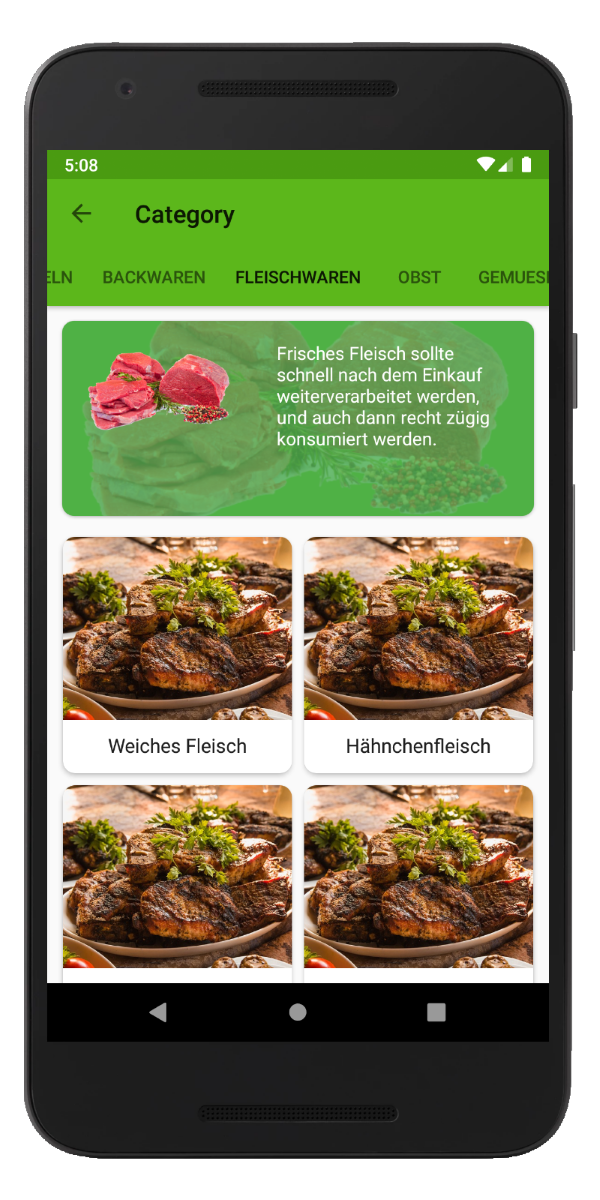 5:08
Category
ELN BACKWAREN FLEISCHWAREN OBST GEMUESE
Frisches Fleisch sollte
schnell nach dem Einkauf
weiterverarbeitet werden,
und auch dann recht zügig
konsumiert werden.
Weiches Fleisch Hähnchenfleisch